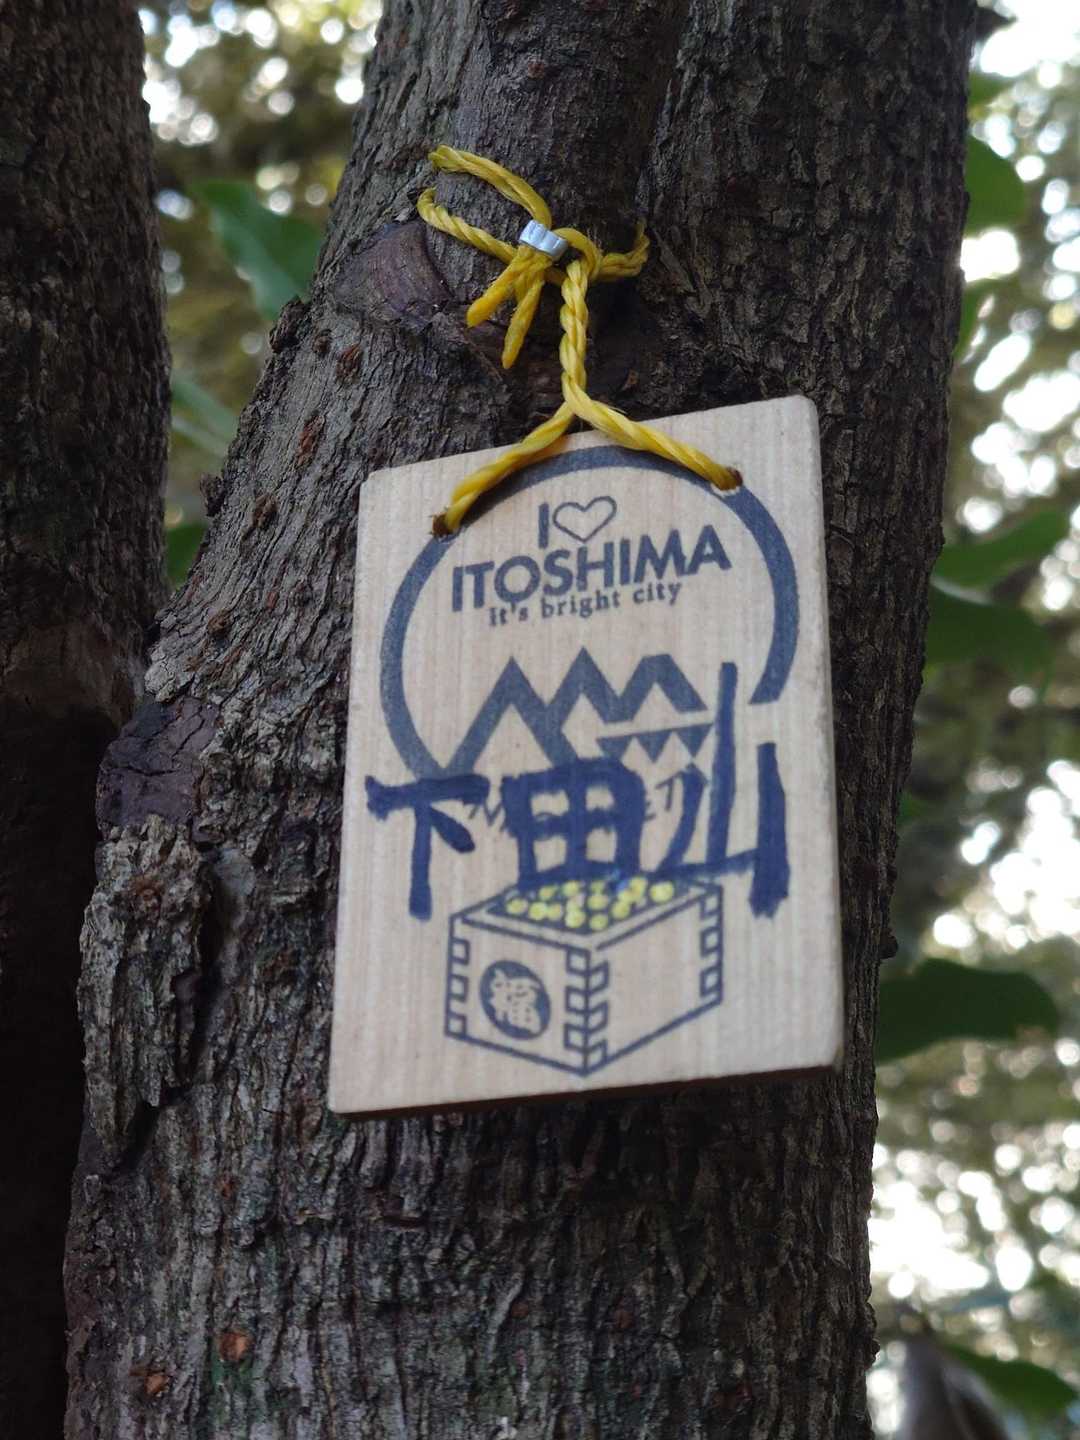 I♡
ITOSHIMA
It's bright city
下田山
福